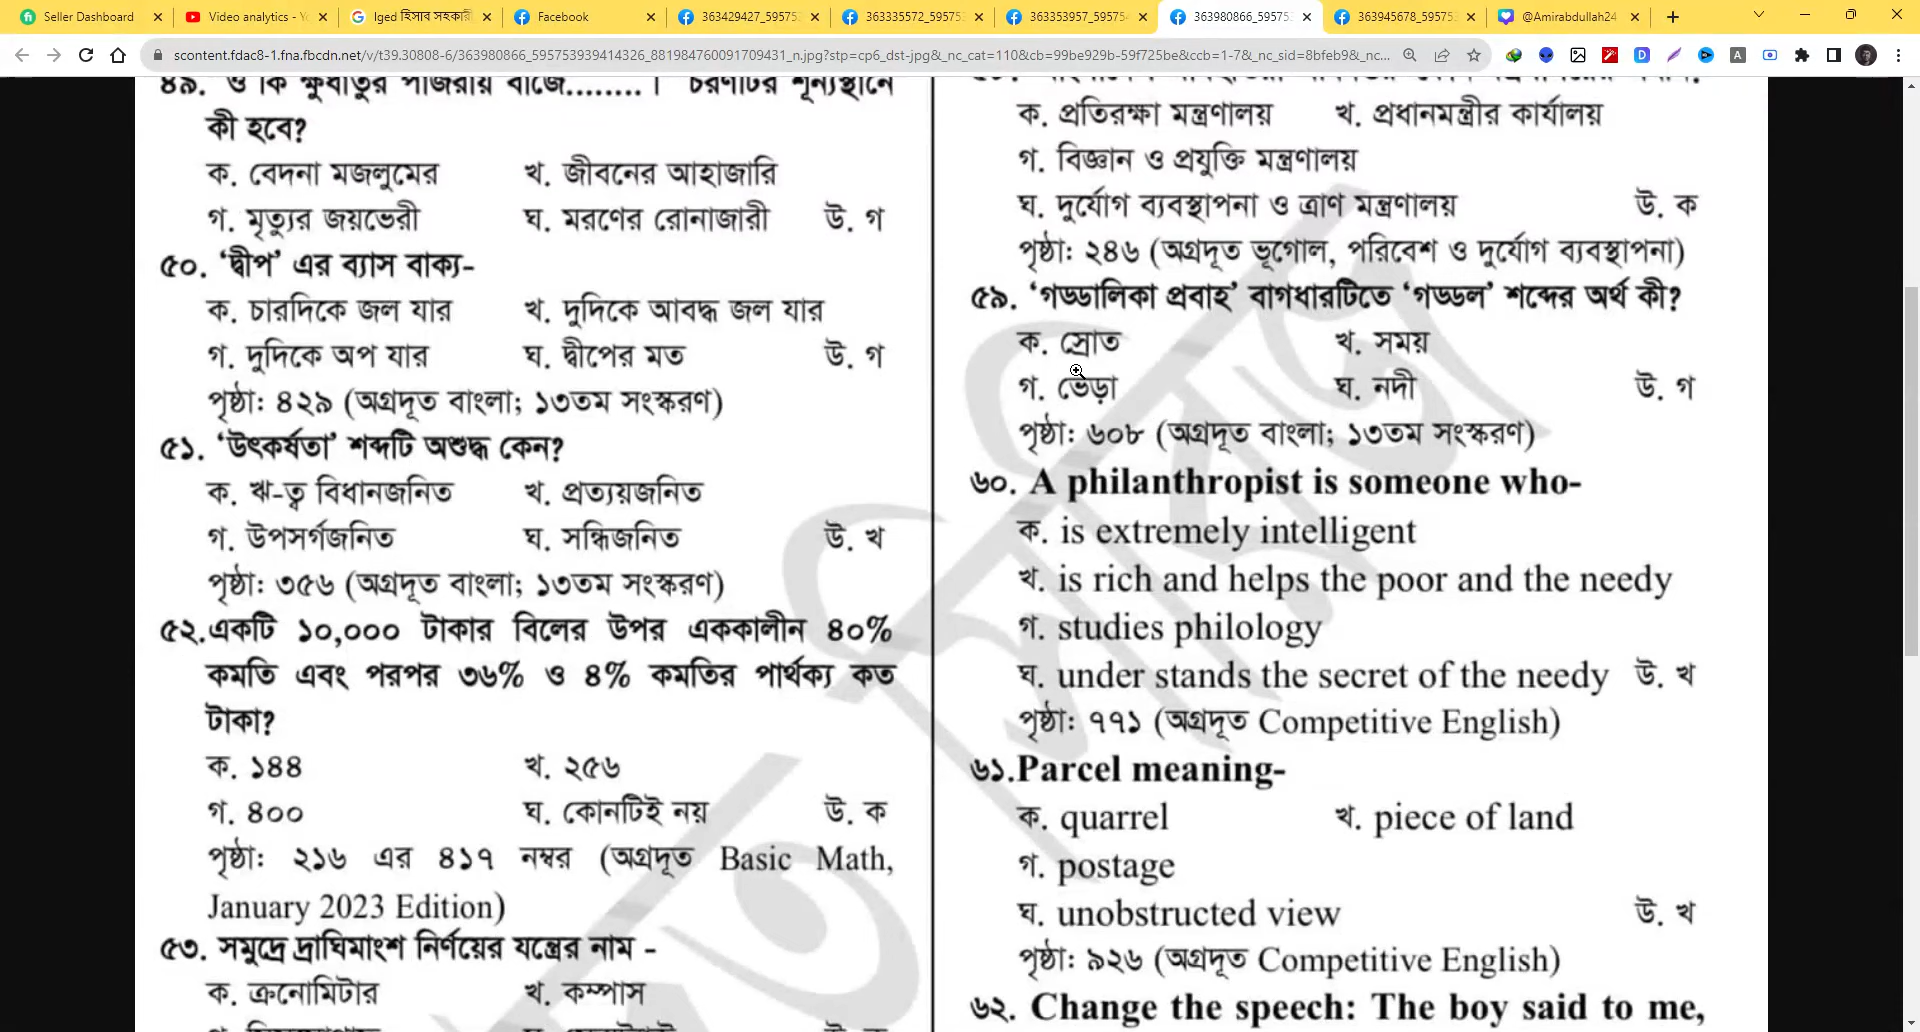 Seller Dashboard
Video analytics - Yo
lged হিসাব সহকারী
Facebook
363429427_59575
363335572_59575
363353957_59575
363980866_59575
363945678_59575
@Amirabdullah24
scontent.fdac8-1.fna.fbcdn.net/v/t39.30808-6/363980866_595753939414326_8819847600917094​31_n.jpg?stp=cp6_dst-jpg&_nc_cat=110&cb=99be929b-59f725be&ccb=1-7&_nc_sid=8bfeb9&_nc...
৪৯. ও কি ক্ষুধাতুর পাঁজরায় বাজে........ । চরণটির শূন্যস্থানে
কী হবে?
ক. বেদনা মজলুমের খ. জীবনের আহাজারি
গ. মৃত্যুর জয়ভেরী ঘ. মরণের রোনাজারী উ. গ
৫০. ‘দ্বীপ’ এর ব্যাস বাক্য-
ক. চারদিকে জল যার খ. দুদিকে আবদ্ধ জল যার
গ. দুদিকে অপ যার ঘ. দ্বীপের মত উ. গ
পৃষ্ঠা: ৪২৯ (অগ্রদূত বাংলা; ১৩তম সংস্করণ)
৫১. ‘উৎকর্ষতা’ শব্দটি অশুদ্ধ কেন?
ক. ঋ-ত্ব বিধানজনিত খ. প্রত্যয়জনিত
গ. উপসর্গজনিত ঘ. সন্ধিজনিত উ. খ
পৃষ্ঠা: ৩৫৬ (অগ্রদূত বাংলা; ১৩তম সংস্করণ)
৫২.একটি ১০,০০০ টাকার বিলের উপর এককালীন ৪০%
কমতি এবং পরপর ৩৬% ও ৪% কমতির পার্থক্য কত
টাকা?
ক. ১৪৪ খ. ২৫৬
গ. ৪০০ ঘ. কোনটিই নয় উ. ক
পৃষ্ঠা: ২১৬ এর ৪১৭ নম্বর (অগ্রদূত Basic Math,
January 2023 Edition)
৫৩. সমুদ্রে দ্রাঘিমাংশ নির্ণয়ের যন্ত্রের নাম -
ক. ক্রনোমিটার খ. কম্পাস
ক. প্রতিরক্ষা মন্ত্রণালয় খ. প্রধানমন্ত্রীর কার্যালয়
গ. বিজ্ঞান ও প্রযুক্তি মন্ত্রণালয়
ঘ. দুর্যোগ ব্যবস্থাপনা ও ত্রাণ মন্ত্রণালয় উ. ক
পৃষ্ঠা: ২৪৬ (অগ্রদূত ভূগোল, পরিবেশ ও দুর্যোগ ব্যবস্থাপনা)
৫৯. ‘গড্ডালিকা প্রবাহ’ বাগধারটিতে ‘গড্ডল’ শব্দের অর্থ কী?
ক. স্রোত খ. সময়
গ. ভেড়া ঘ. নদী উ. গ
পৃষ্ঠা: ৬০৮ (অগ্রদূত বাংলা; ১৩তম সংস্করণ)
৬০. A philanthropist is someone who-
ক. is extremely intelligent
খ. is rich and helps the poor and the needy
গ. studies philology
ঘ. under stands the secret of the needy উ. খ
পৃষ্ঠা: ৭৭১ (অগ্রদূত Competitive English)
৬১.Parcel meaning-
ক. quarrel খ. piece of land
গ. postage
ঘ. unobstructed view উ. খ
পৃষ্ঠা: ৯২৬ (অগ্রদূত Competitive English)
৬২. Change the speech: The boy said to me,